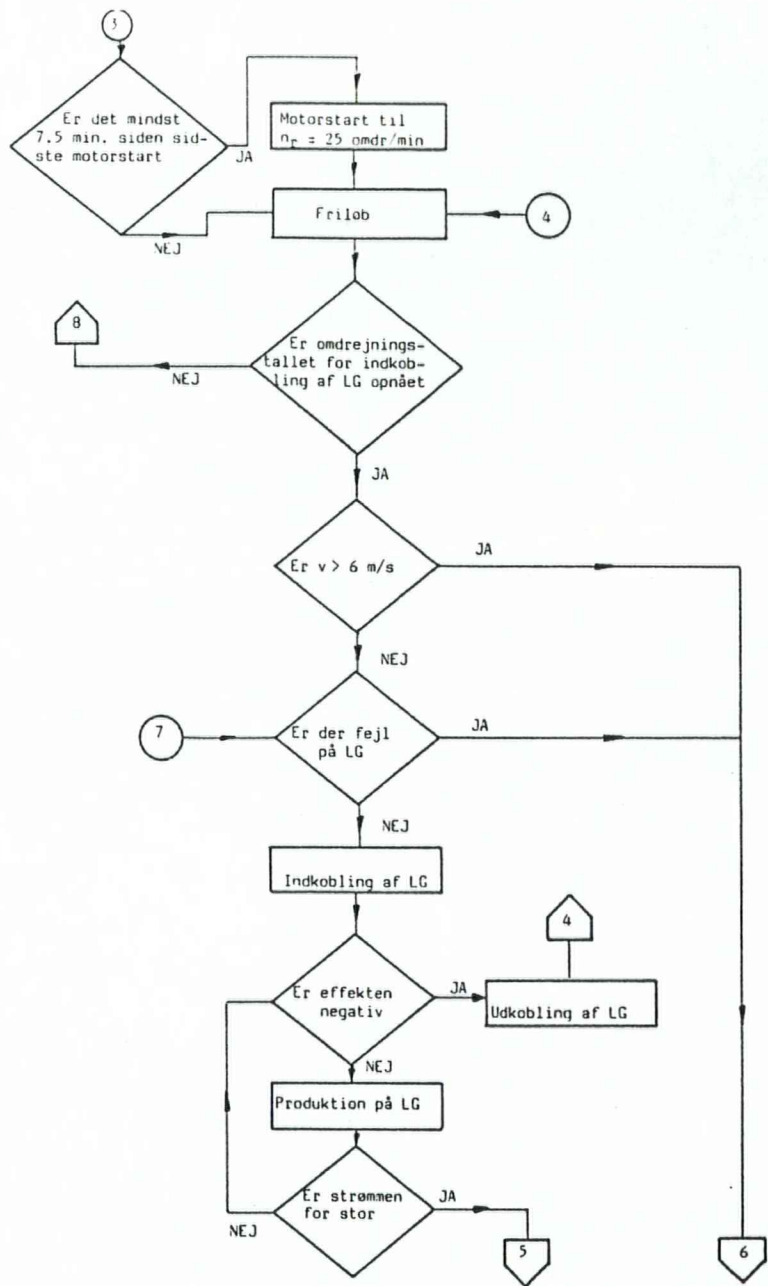 3
Er det mindst
7.5 min. siden sid-
ste motorstart
JA
Motorstart til
nr = 25 omdr/min
NEJ
Friløb
4
8
NEJ
Er omdrejnings-
tallet for indkob-
ling af LG opnået
JA
Er v > 6 m/s
JA
NEJ
7
Er der fejl
på LG
JA
NEJ
Indkobling af LG
4
Er effekten
negativ
JA
Udkobling af LG
NEJ
Produktion på LG
Er strømmen
for stor
JA
NEJ
5
6